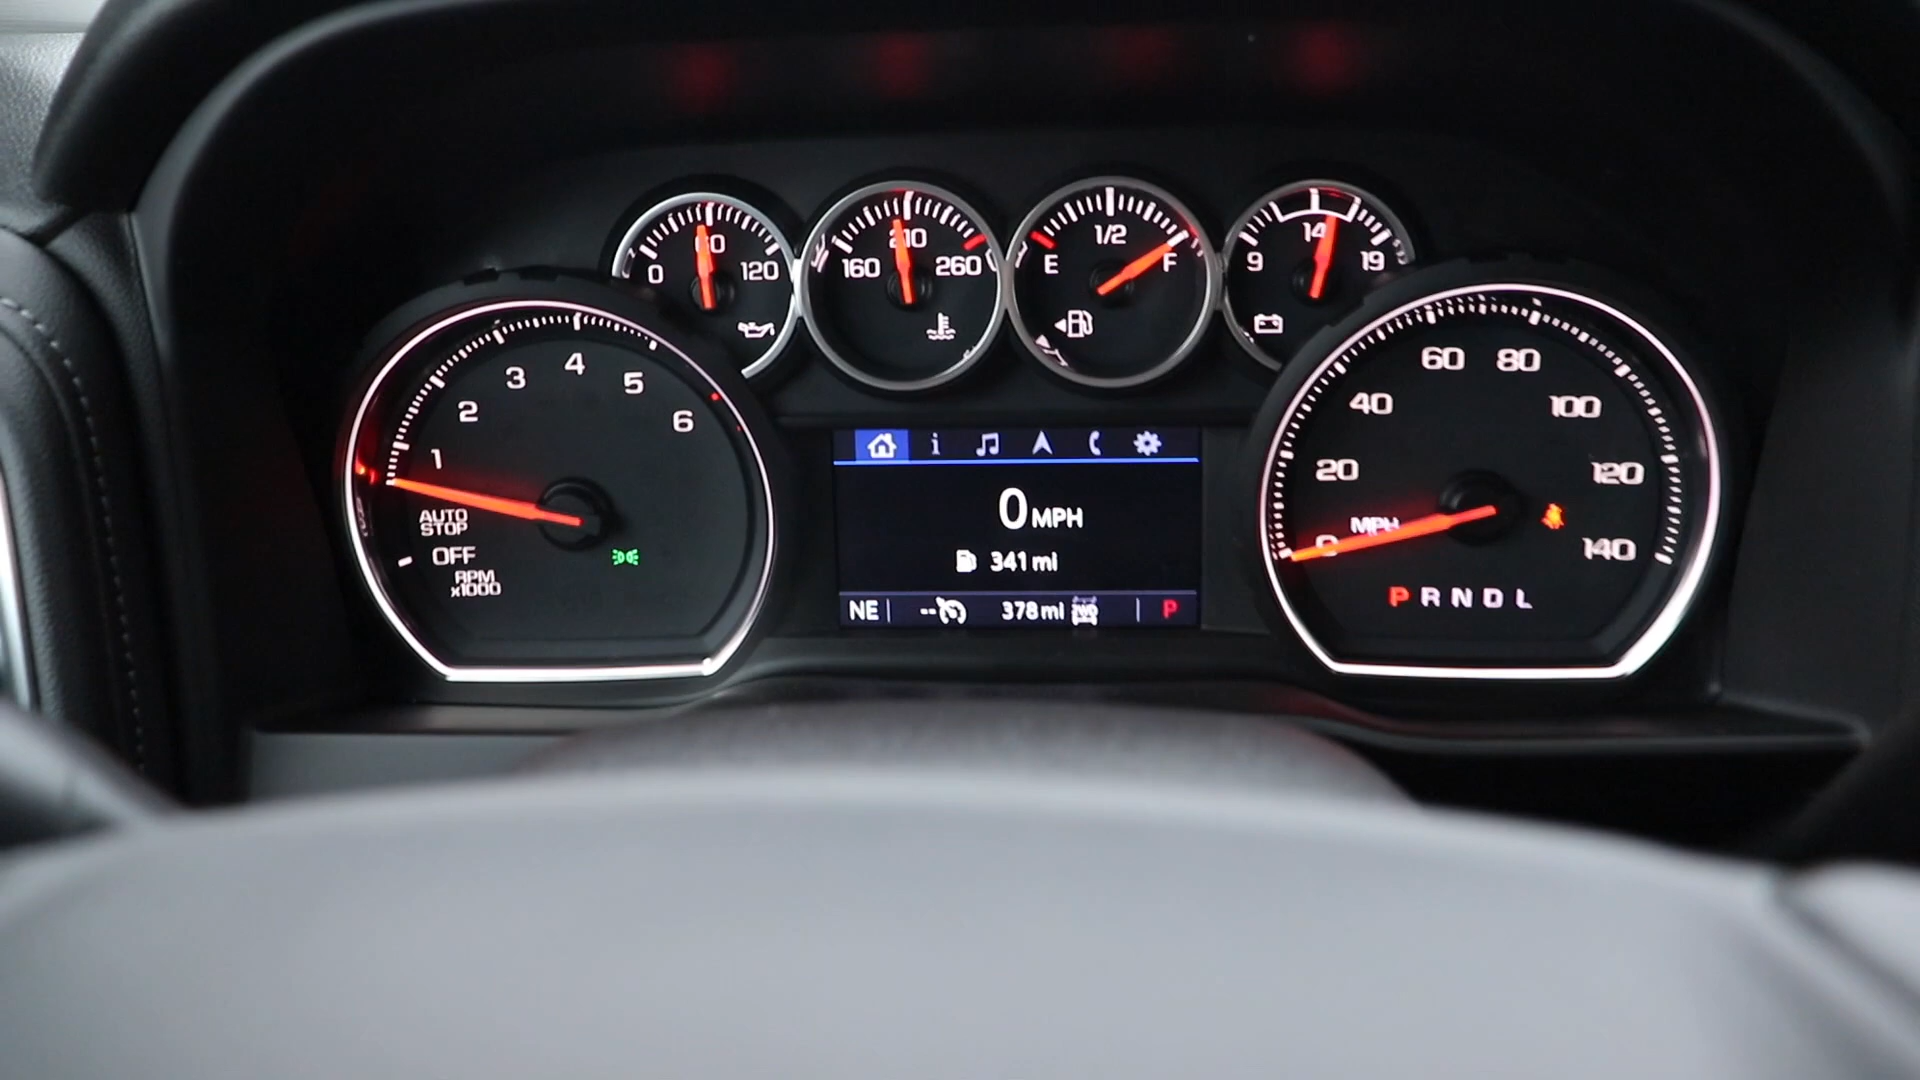 0 60 120
160 210 260
E 1/2 F
9 14 19
1 2 3 4 5 6
AUTO
STOP
OFF
RPM
x1000
0 MPH
341 mi
NE -- 378 mi 2WD P
0 20 40 60 80 100 120 140
MPH
P R N D L